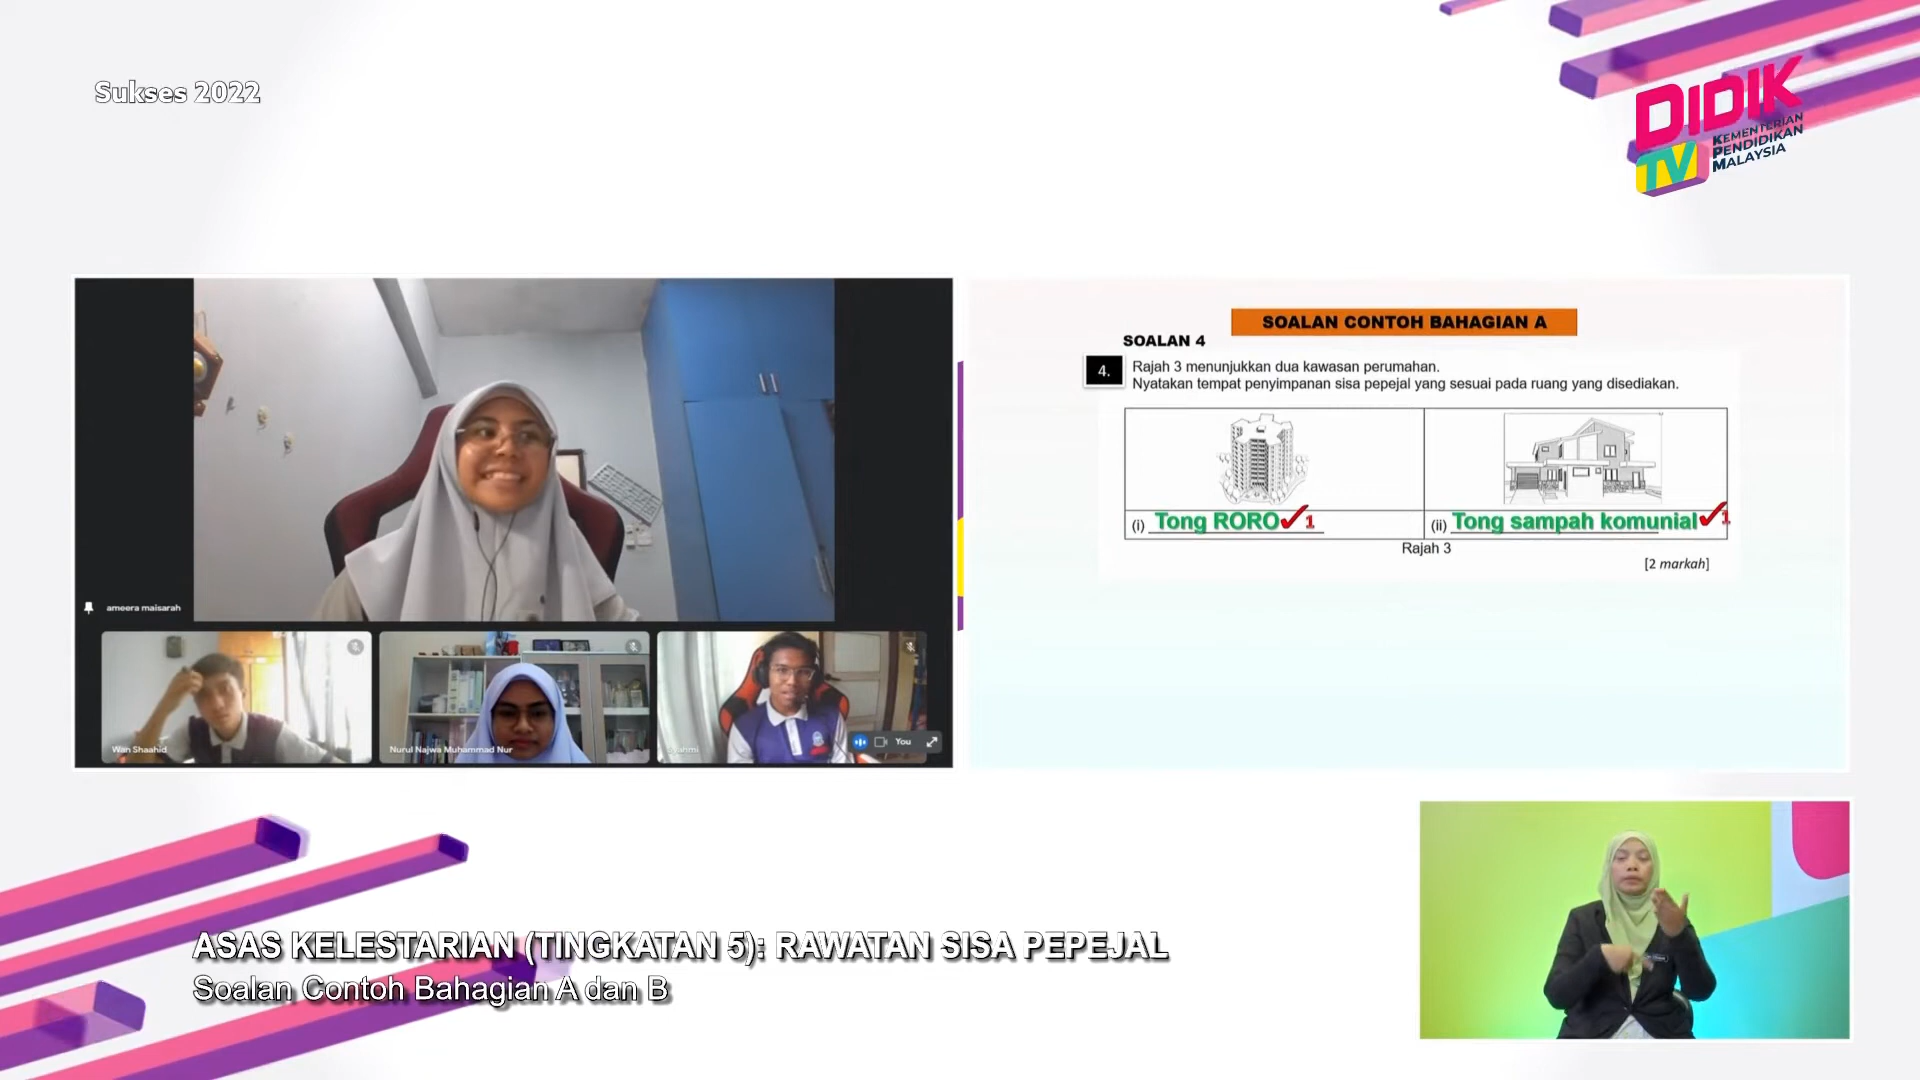 Sukses 2022
DIDIK
TV
KEMENTERIAN
PENDIDIKAN
MALAYSIA
ameera maisarah
Wan Shaahid
Nurul Najwa Muhammad Nur
You
SOALAN CONTOH BAHAGIAN A
SOALAN 4
4.
Rajah 3 menunjukkan dua kawasan perumahan.
Nyatakan tempat penyimpanan sisa pepejal yang sesuai pada ruang yang disediakan.
(i) Tong RORO✓1
(ii) Tong sampah komunial✓1
Rajah 3
[2 markah]
ASAS KELESTARIAN (TINGKATAN 5): RAWATAN SISA PEPEJAL
Soalan Contoh Bahagian A dan B